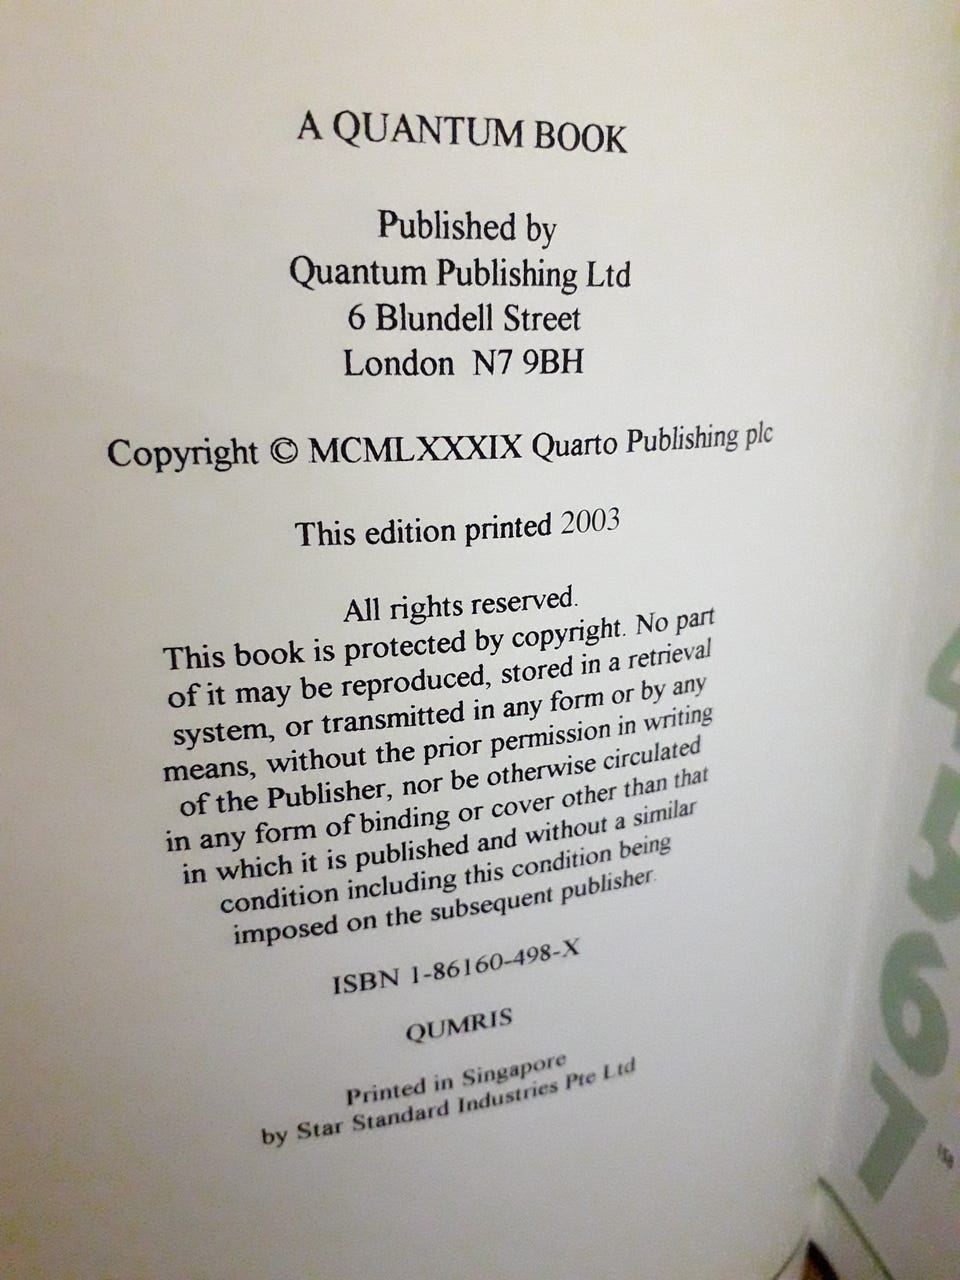 A QUANTUM BOOK
Published by
Quantum Publishing Ltd
6 Blundell Street
London N7 9BH
Copyright © MCMLXXXIX Quarto Publishing plc
This edition printed 2003
All rights reserved.
This book is protected by copyright. No part
of it may be reproduced, stored in a retrieval
system, or transmitted in any form or by any
means, without the prior permission in writing
of the Publisher, nor be otherwise circulated
in any form of binding or cover other than that
in which it is published and without a similar
condition including this condition being
imposed on the subsequent publisher.
ISBN 1-86160-498-X
QUMRIS
Printed in Singapore
by Star Standard Industries Pte Ltd